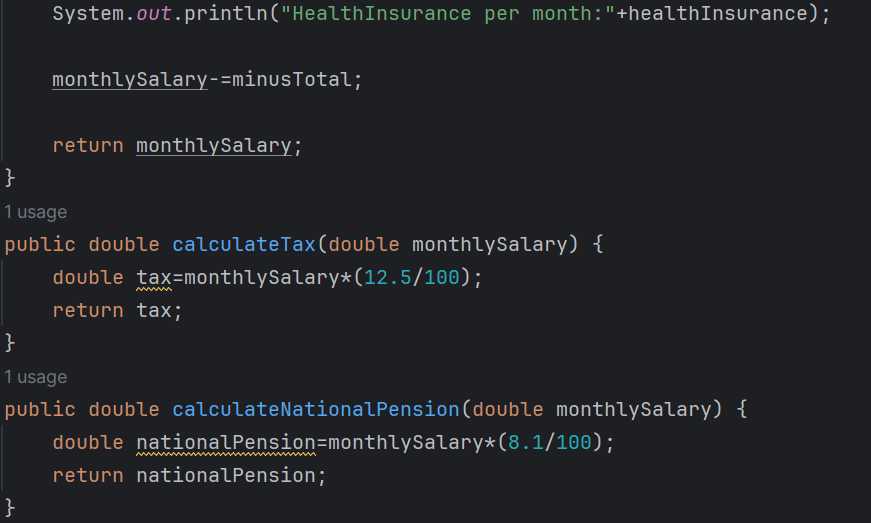 System.out.println("HealthInsurance per month:"+healthInsurance);
monthlySalary-=minusTotal;
return monthlySalary;
}
1 usage
public double calculateTax(double monthlySalary) {
double tax=monthlySalary*(12.5/100);
return tax;
}
1 usage
public double calculateNationalPension(double monthlySalary) {
double nationalPension=monthlySalary*(8.1/100);
return nationalPension;
}